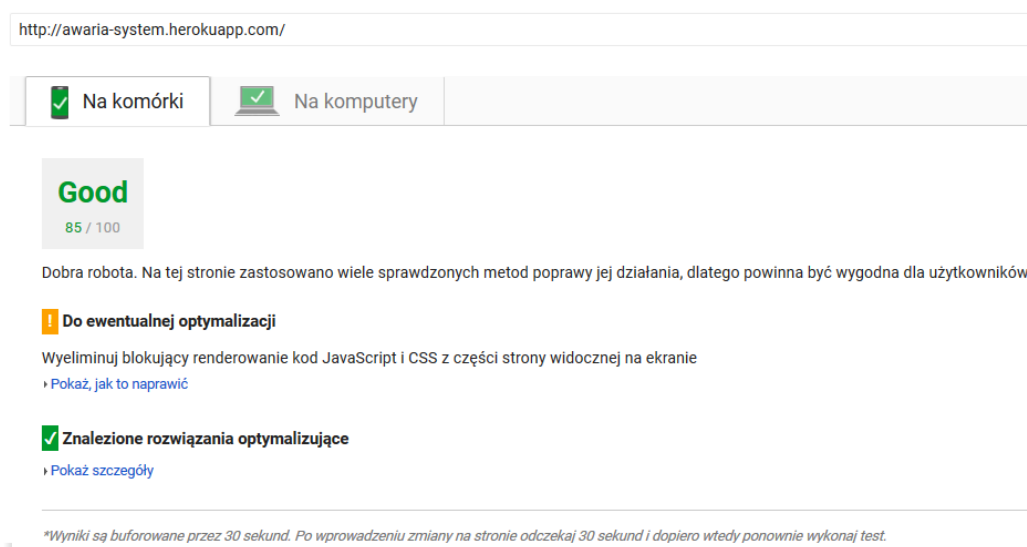 http://awaria-system.herokuapp.com/
Na komórki
Na komputery
Good
85 / 100
Dobra robota. Na tej stronie zastosowano wiele sprawdzonych metod poprawy jej działania, dlatego powinna być wygodna dla użytkowników
! Do ewentualnej optymalizacji
Wyeliminuj blokujący renderowanie kod JavaScript i CSS z części strony widocznej na ekranie
Pokaż, jak to naprawić
Znalezione rozwiązania optymalizujące
Pokaż szczegóły
*Wyniki są buforowane przez 30 sekund. Po wprowadzeniu zmiany na stronie odczekaj 30 sekund i dopiero wtedy ponownie wykonaj test.